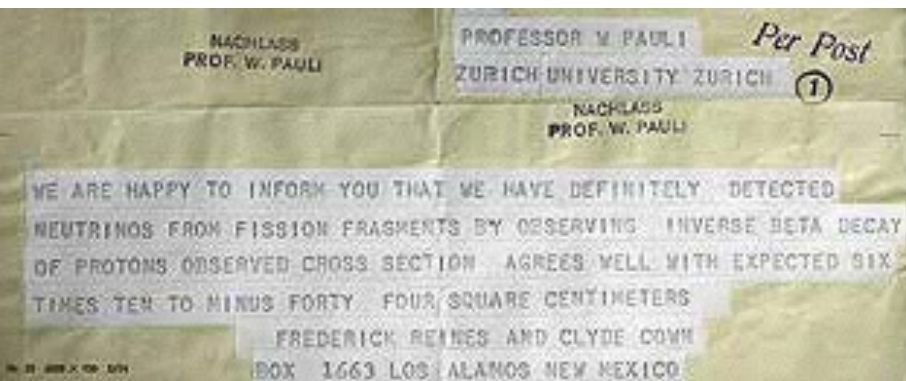 NACHLASS
PROF. W. PAULI
PROFESSOR W PAULI
ZURICH UNIVERSITY ZURICH
Per Post
1
NACHLASS
PROF. W. PAULI
WE ARE HAPPY TO INFORM YOU THAT WE HAVE DEFINITELY DETECTED
NEUTRINOS FROM FISSION FRAGMENTS BY OBSERVING INVERSE BETA DECAY
OF PROTONS OBSERVED CROSS SECTION AGREES WELL WITH EXPECTED SIX
TIMES TEN TO MINUS FORTY FOUR SQUARE CENTIMETERS
FREDERICK REINES AND CLYDE COWN
BOX 1663 LOS ALAMOS NEW MEXICO